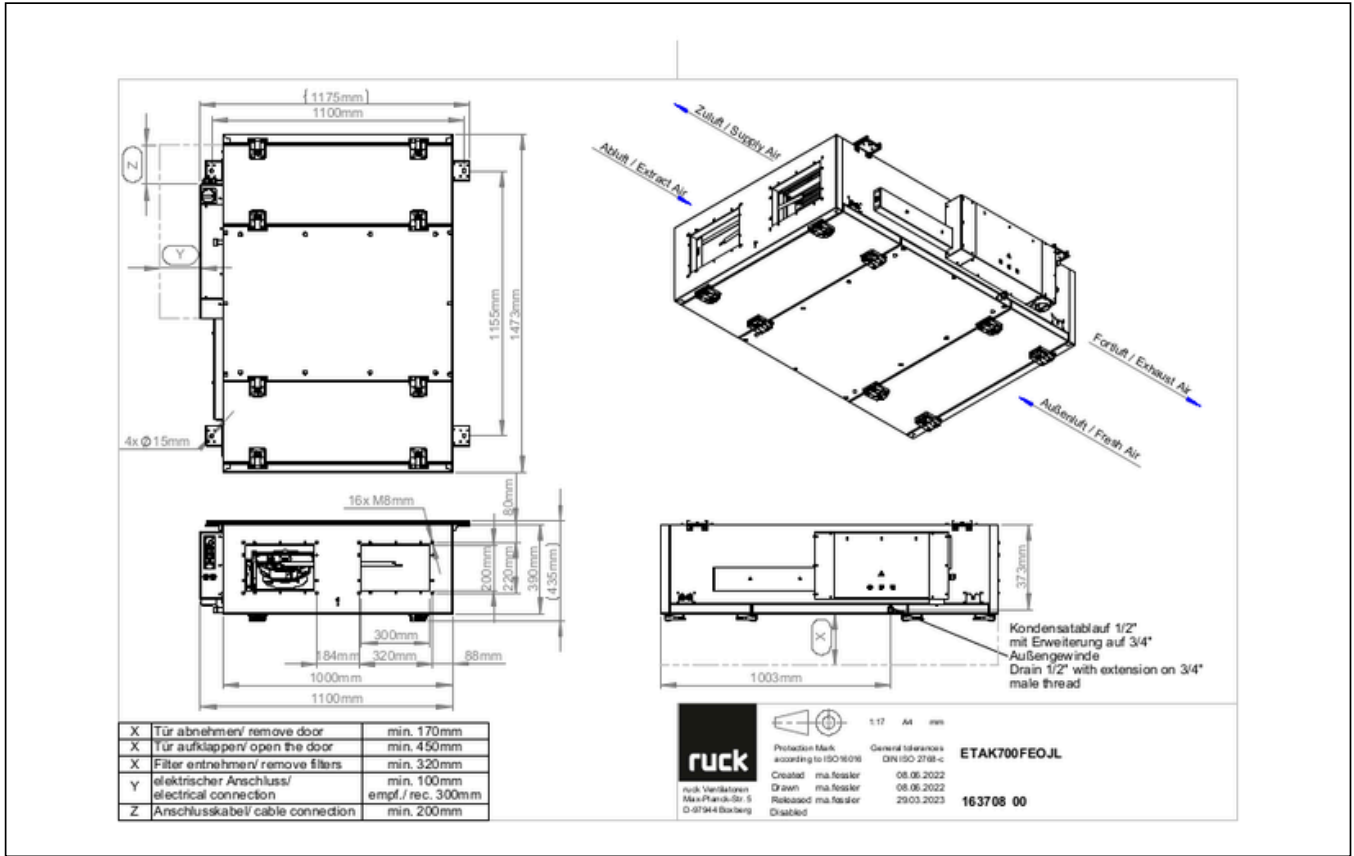 {1175mm}
1100mm
Z
Y
1155mm
1473mm
4x Ø15mm
Zuluft / Supply Air
Abluft / Extract Air
Fortluft / Exhaust Air
Außenluft / Fresh Air
16x M8mm
80mm
200mm
220mm
390mm
(435mm)
1
300mm
184mm
320mm
88mm
1000mm
1100mm
373mm
X
1003mm
Kondensatablauf 1/2"
mit Erweiterung auf 3/4"
Außengewinde
Drain 1/2" with extension on 3/4"
male thread
X Tür abnehmen/ remove door min. 170mm
X Tür aufklappen/ open the door min. 450mm
X Filter entnehmen/ remove filters min. 320mm
Y elektrischer Anschluss/ min. 100mm
electrical connection empf./ rec. 300mm
Z Anschlusskabel/ cable connection min. 200mm
ruck
ruck Ventilatoren
Max-Planck-Str. 5
D-97944 Boxberg
1:17 A4 mm
Protection Mark General tolerances
according to ISO16016 DIN ISO 2768-c
ETAK700FEOJL
Created ma.fessler 08.06.2022
Drawn ma.fessler 08.06.2022
Released ma.fessler 29.03.2023
Disabled
163708 00